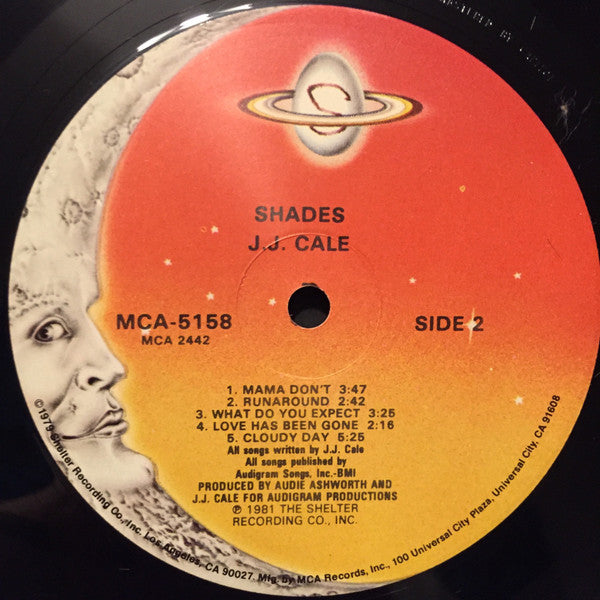 S
SHADES
J.J. CALE
MCA-5158
MCA 2442
SIDE 2
1. MAMA DON'T 3:47
2. RUNAROUND 2:42
3. WHAT DO YOU EXPECT 3:25
4. LOVE HAS BEEN GONE 2:16
5. CLOUDY DAY 5:25
All songs written by J.J. Cale
All songs published by
Audigram Songs, Inc.-BMI
PRODUCED BY AUDIE ASHWORTH AND
J.J. CALE FOR AUDIGRAM PRODUCTIONS
℗ 1981 THE SHELTER
RECORDING CO., INC.
©1979 Shelter Recording Co., Inc. Los Angeles, CA 90027. Mfg. by MCA Records, Inc., 100 Universal City Plaza, Universal City, CA 91608